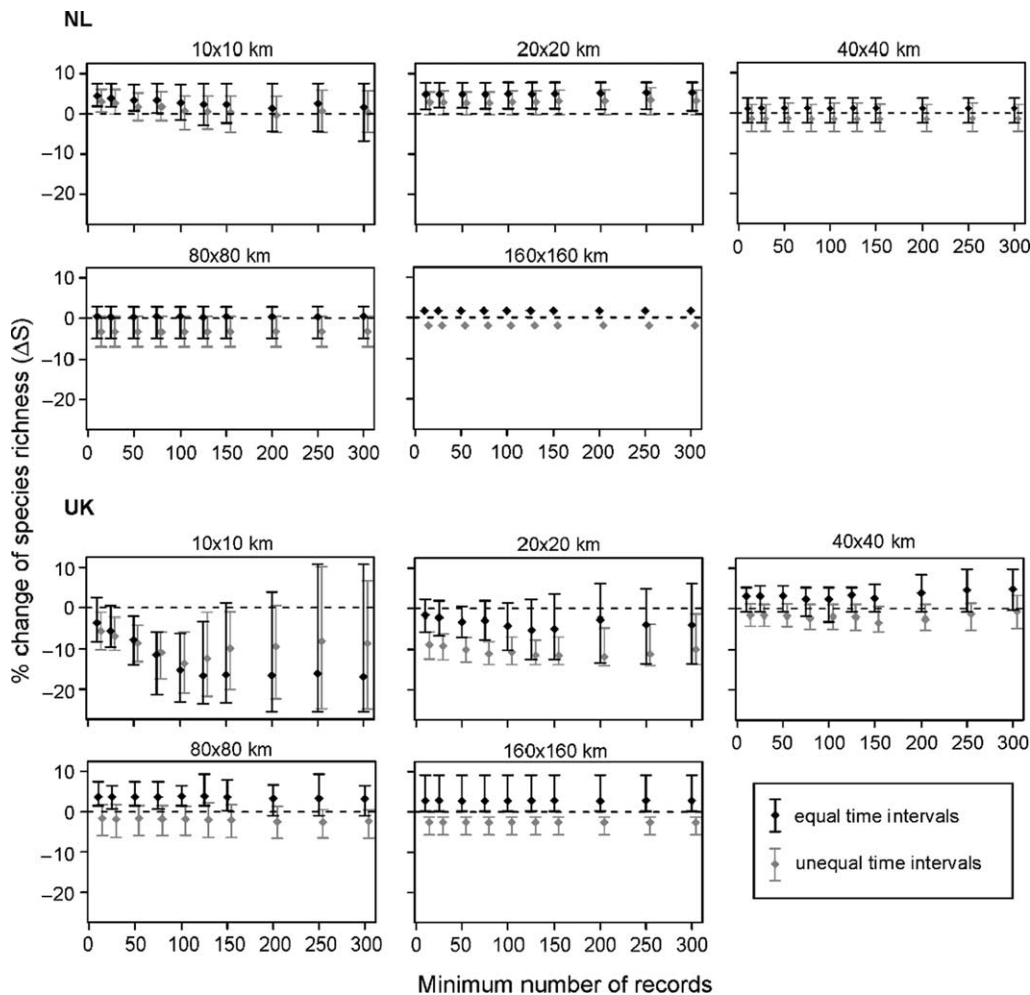 NL
10x10 km
20x20 km
40x40 km
10
0
−10
−20
0 50 100 150 200 250 300
80x80 km
160x160 km
10
0
−10
−20
0 50 100 150 200 250 300
0 50 100 150 200 250 300
% change of species richness (ΔS)
UK
10x10 km
20x20 km
40x40 km
10
0
−10
−20
0 50 100 150 200 250 300
80x80 km
160x160 km
10
0
−10
−20
0 50 100 150 200 250 300
0 50 100 150 200 250 300
equal time intervals
unequal time intervals
Minimum number of records